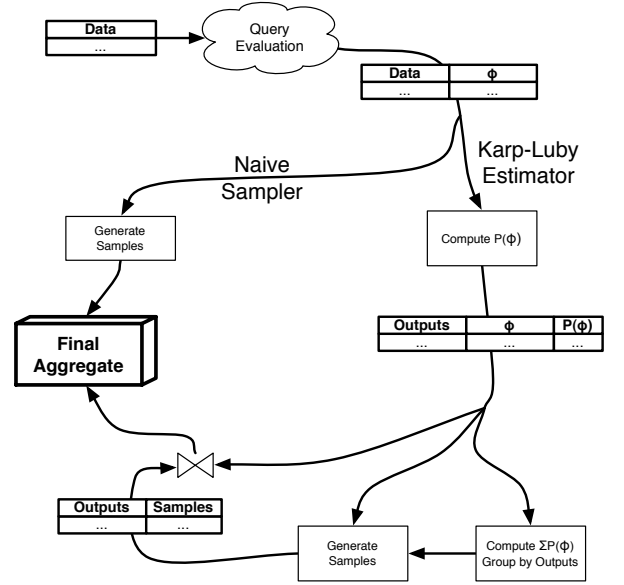 Data
...
Query
Evaluation
Data ϕ
... ...
Naive
Sampler
Karp-Luby
Estimator
Generate
Samples
Compute P(ϕ)
Final
Aggregate
Outputs ϕ P(ϕ)
... ... ...
Outputs Samples
... ...
Generate
Samples
Compute ΣP(ϕ)
Group by Outputs